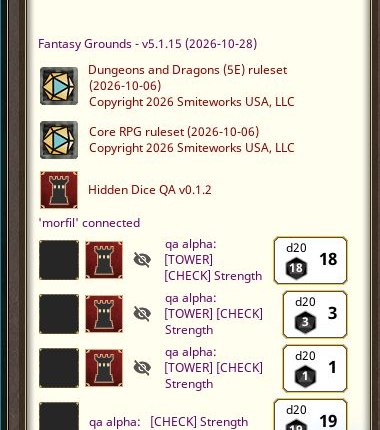 Fantasy Grounds - v5.1.15 (2026-10-28)
Dungeons and Dragons (5E) ruleset
(2026-10-06)
Copyright 2026 Smiteworks USA, LLC
Core RPG ruleset (2026-10-06)
Copyright 2026 Smiteworks USA, LLC
Hidden Dice QA v0.1.2
'morfil' connected
qa alpha:
[TOWER]
[CHECK] Strength
d20
18
18
qa alpha:
[TOWER] [CHECK]
Strength
d20
3
3
qa alpha:
[TOWER] [CHECK]
Strength
d20
1
1
qa alpha: [CHECK] Strength
d20
19
19